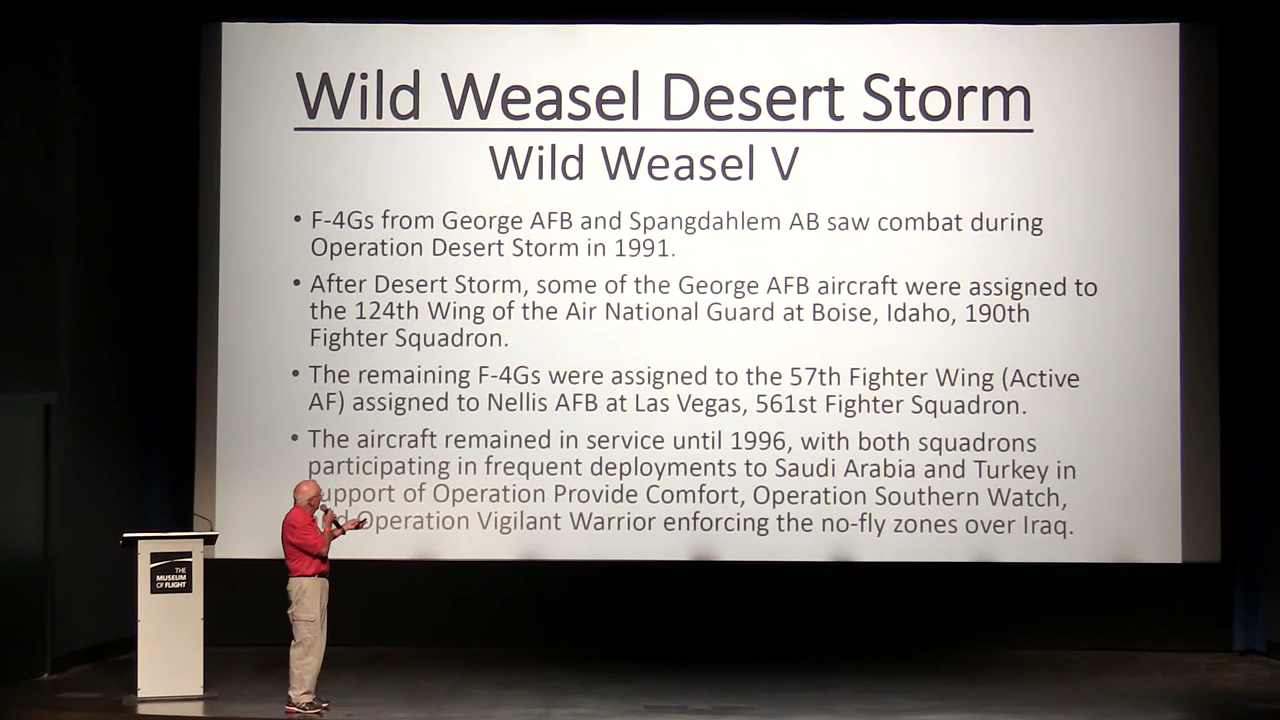 Wild Weasel Desert Storm
Wild Weasel V
• F-4Gs from George AFB and Spangdahlem AB saw combat during
Operation Desert Storm in 1991.
• After Desert Storm, some of the George AFB aircraft were assigned to
the 124th Wing of the Air National Guard at Boise, Idaho, 190th
Fighter Squadron.
• The remaining F-4Gs were assigned to the 57th Fighter Wing (Active
AF) assigned to Nellis AFB at Las Vegas, 561st Fighter Squadron.
• The aircraft remained in service until 1996, with both squadrons
participating in frequent deployments to Saudi Arabia and Turkey in
upport of Operation Provide Comfort, Operation Southern Watch,
Operation Vigilant Warrior enforcing the no-fly zones over Iraq.
THE
MUSEUM
OF FLIGHT